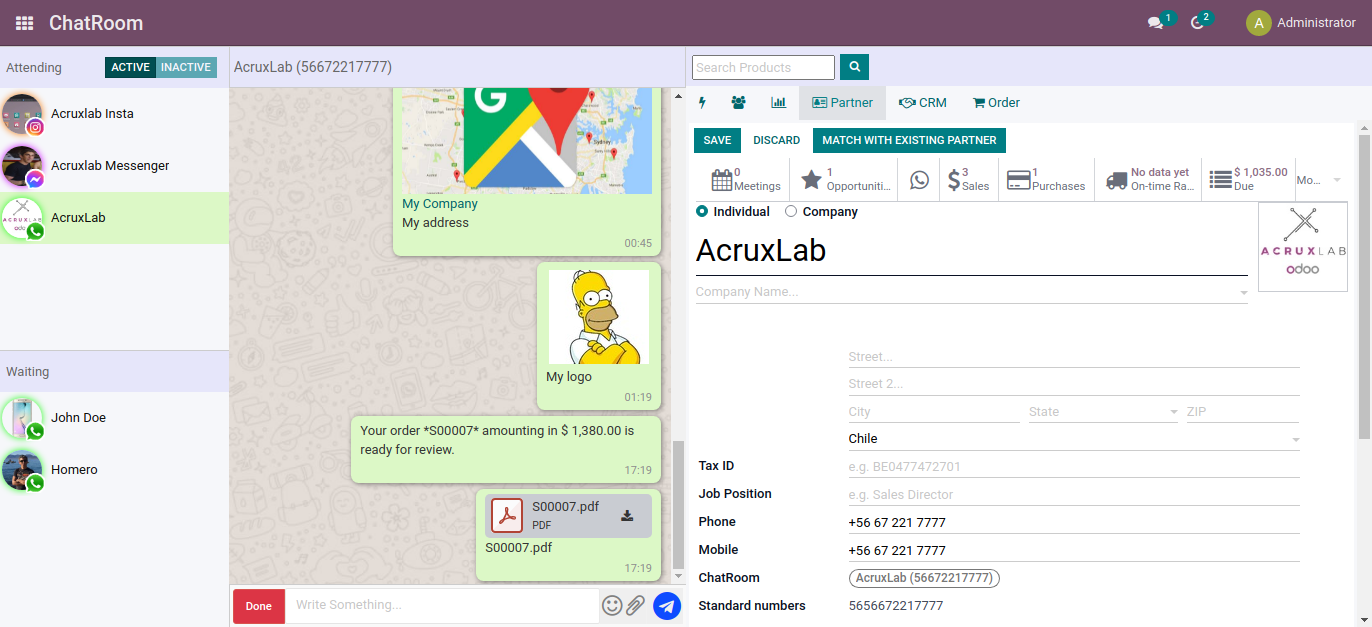 ChatRoom
1
2
A
Administrator
Attending
ACTIVE
INACTIVE
Acruxlab Insta
Acruxlab Messenger
AcruxLab
Waiting
John Doe
Homero
AcruxLab (56672217777)
G
Sydney
My Company
My address
00:45
My logo
01:19
Your order *S00007* amounting in $ 1,380.00 is
ready for review.
17:19
S00007.pdf
PDF
S00007.pdf
17:19
Done
Write Something...
Search Products
Partner
CRM
Order
SAVE
DISCARD
MATCH WITH EXISTING PARTNER
0
Meetings
1
Opportuniti...
3
Sales
1
Purchases
No data yet
On-time Ra...
$ 1,035.00
Due
Mo...
Individual
Company
ACRUXLAB
odoo
AcruxLab
Company Name...
Street...
Street 2...
City
State
ZIP
Chile
Tax ID
e.g. BE0477472701
Job Position
e.g. Sales Director
Phone
+56 67 221 7777
Mobile
+56 67 221 7777
ChatRoom
AcruxLab (56672217777)
Standard numbers
5656672217777